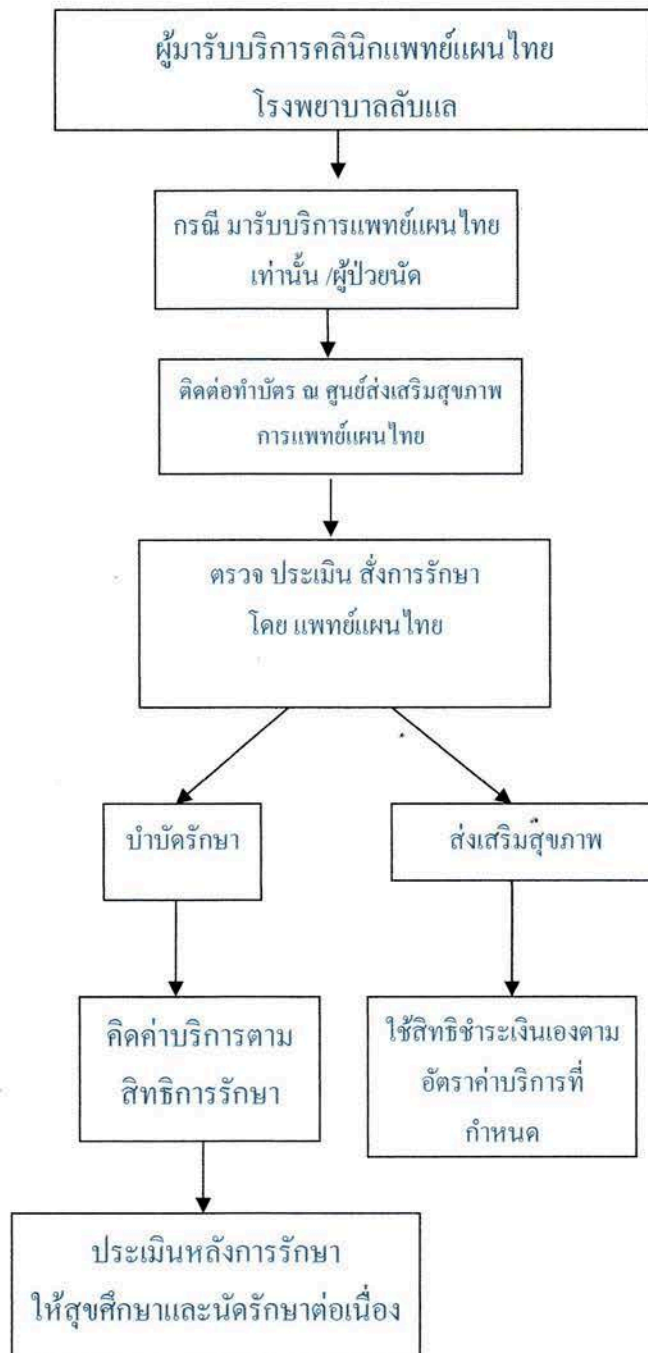 ผู้มารับบริการคลินิกแพทย์แผนไทย
โรงพยาบาลลับแล
กรณี มารับบริการแพทย์แผนไทย
เท่านั้น /ผู้ป่วยนัด
ติดต่อทำบัตร ณ ศูนย์ส่งเสริมสุขภาพ
การแพทย์แผนไทย
ตรวจ ประเมิน สั่งการรักษา
โดย แพทย์แผนไทย
บำบัดรักษา
ส่งเสริมสุขภาพ
คิดค่าบริการตาม
สิทธิการรักษา
ใช้สิทธิชำระเงินเองตาม
อัตราค่าบริการที่
กำหนด
ประเมินหลังการรักษา
ให้สุขศึกษาและนัดรักษาต่อเนื่อง